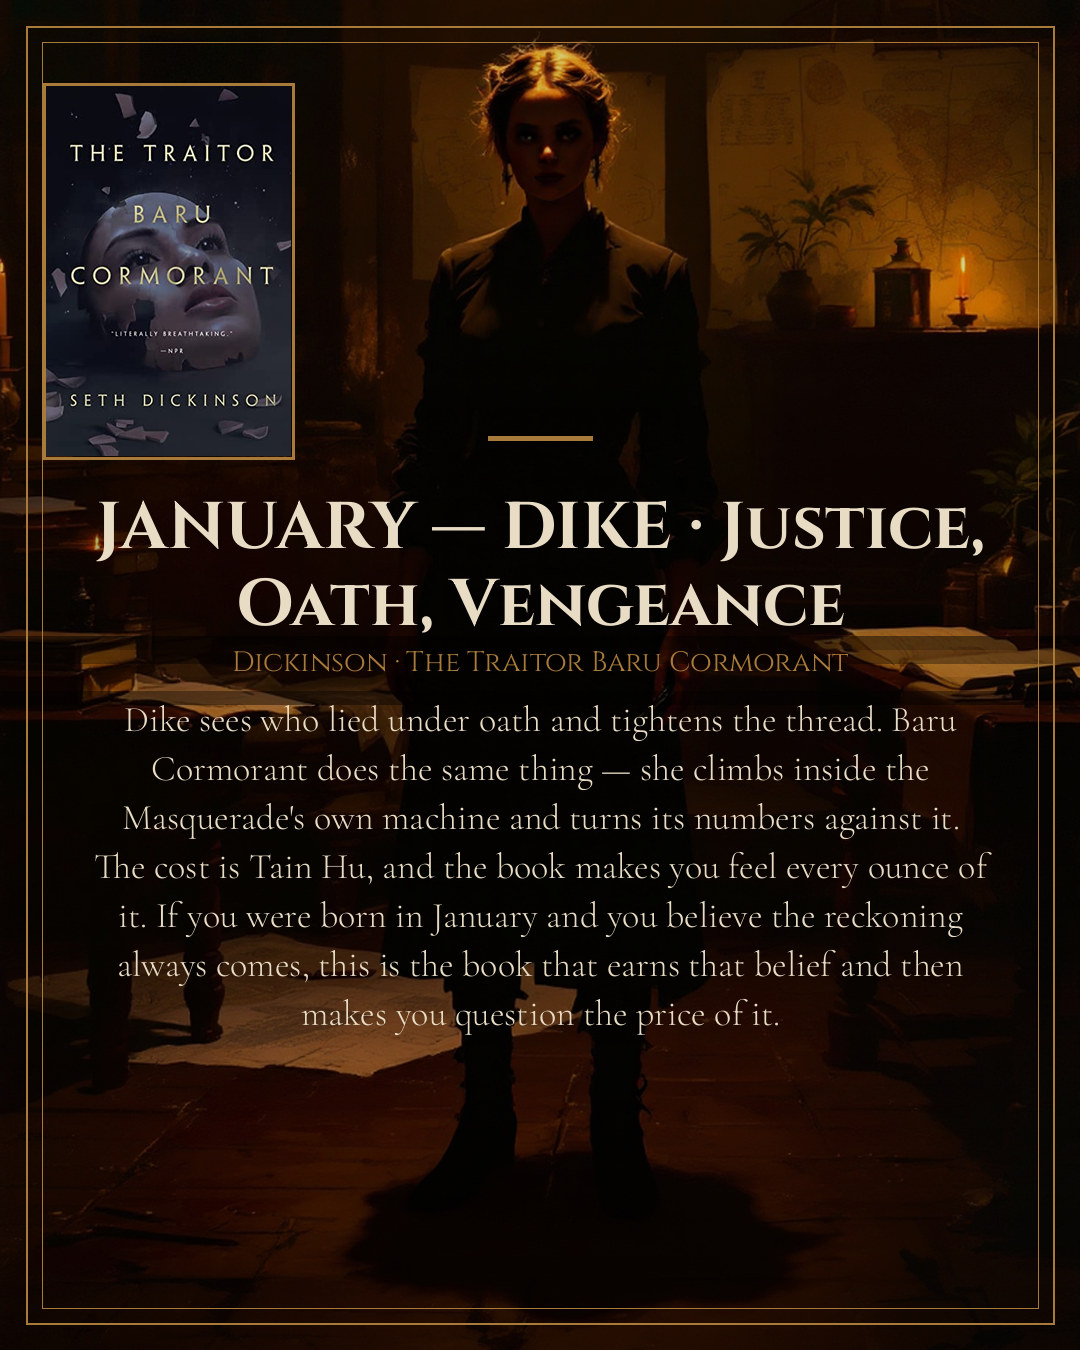 THE TRAITOR
BARU
CORMORANT
"LITERALLY BREATHTAKING."
—NPR
SETH DICKINSON
JANUARY — DIKE · JUSTICE,
OATH, VENGEANCE
DICKINSON · THE TRAITOR BARU CORMORANT
Dike sees who lied under oath and tightens the thread. Baru
Cormorant does the same thing — she climbs inside the
Masquerade's own machine and turns its numbers against it.
The cost is Tain Hu, and the book makes you feel every ounce of
it. If you were born in January and you believe the reckoning
always comes, this is the book that earns that belief and then
makes you question the price of it.